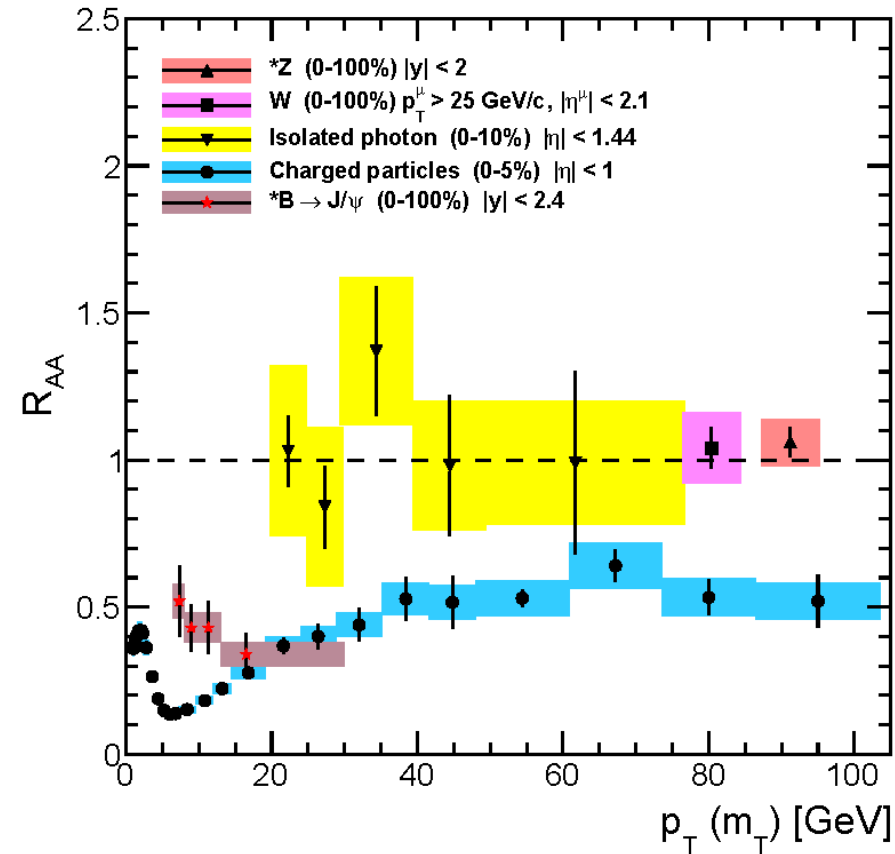 2.5
2
1.5
1
0.5
0
R_AA
*Z (0-100%) |y| < 2
W (0-100%) p_T^μ > 25 GeV/c, |η^μ| < 2.1
Isolated photon (0-10%) |η| < 1.44
Charged particles (0-5%) |η| < 1
*B → J/ψ (0-100%) |y| < 2.4
0 20 40 60 80 100
p_T (m_T) [GeV]